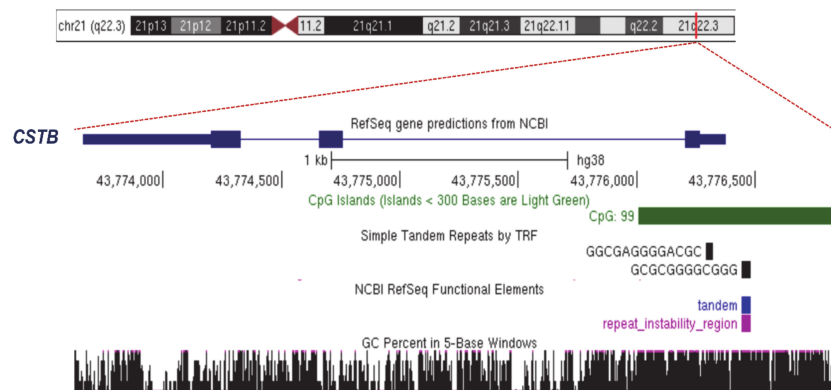 chr21 (q22.3) 21p13 21p12 21p11.2 11.2 21q21.1 q21.2 21q21.3 21q22.11 q22.2 21q22.3
CSTB
RefSeq gene predictions from NCBI
1 kb hg38
43,774,000 43,774,500 43,775,000 43,775,500 43,776,000 43,776,500
CpG Islands (Islands < 300 Bases are Light Green)
CpG: 99
Simple Tandem Repeats by TRF
GGCGAGGGGACGC
GCGCGGGGCGGG
NCBI RefSeq Functional Elements
tandem
repeat_instability_region
GC Percent in 5-Base Windows